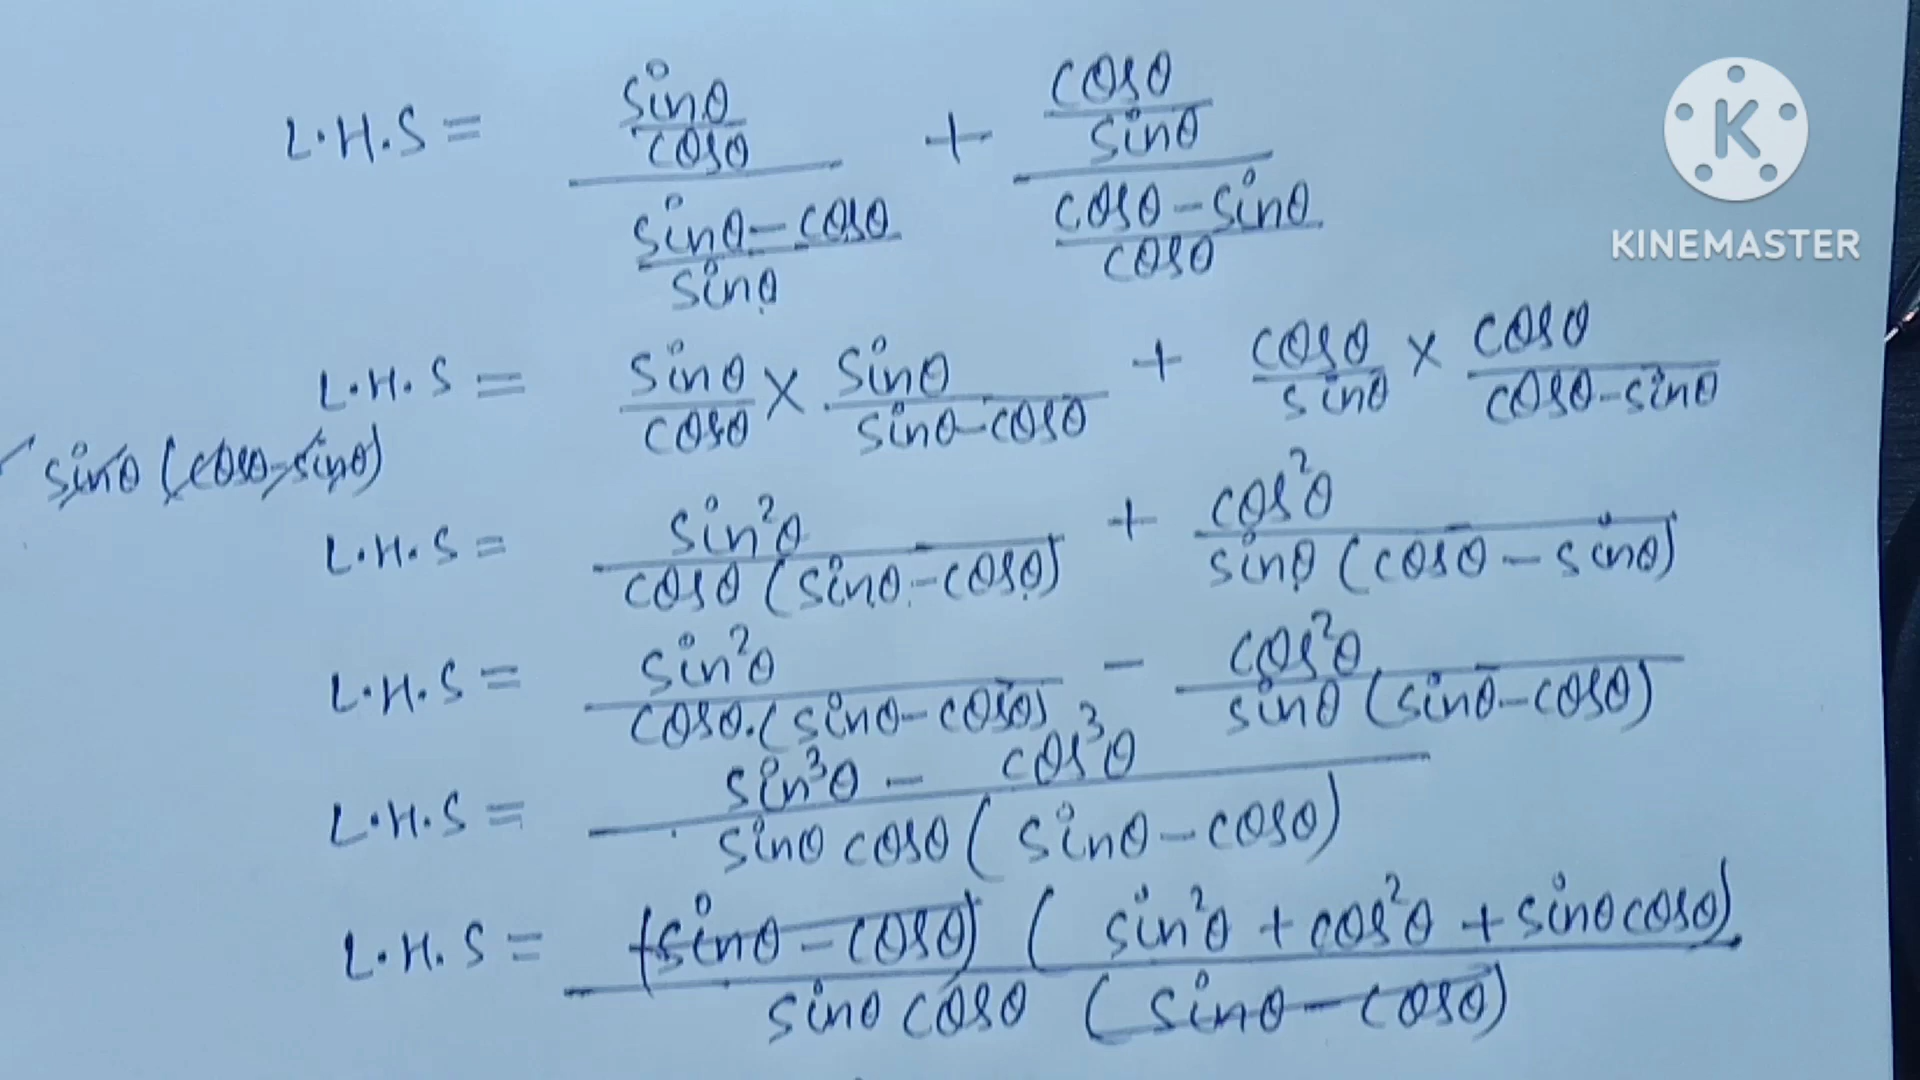 L.H.S = (sinθ/cosθ)/((sinθ-cosθ)/sinθ) + (cosθ/sinθ)/((cosθ-sinθ)/cosθ)
K
KINEMASTER
L.H.S = sinθ/cosθ × sinθ/(sinθ-cosθ) + cosθ/sinθ × cosθ/(cosθ-sinθ)
sinθ (cosθ-sinθ)
L.H.S = sin²θ/(cosθ (sinθ-cosθ)) + cos²θ/(sinθ (cosθ-sinθ))
L.H.S = sin²θ/(cosθ.(sinθ-cosθ)) - cos²θ/(sinθ (sinθ-cosθ))
L.H.S = (sin³θ - cos³θ)/(sinθ cosθ (sinθ-cosθ))
L.H.S = (sinθ-cosθ) (sin²θ + cos²θ + sinθ cosθ)/(sinθ cosθ (sinθ-cosθ))